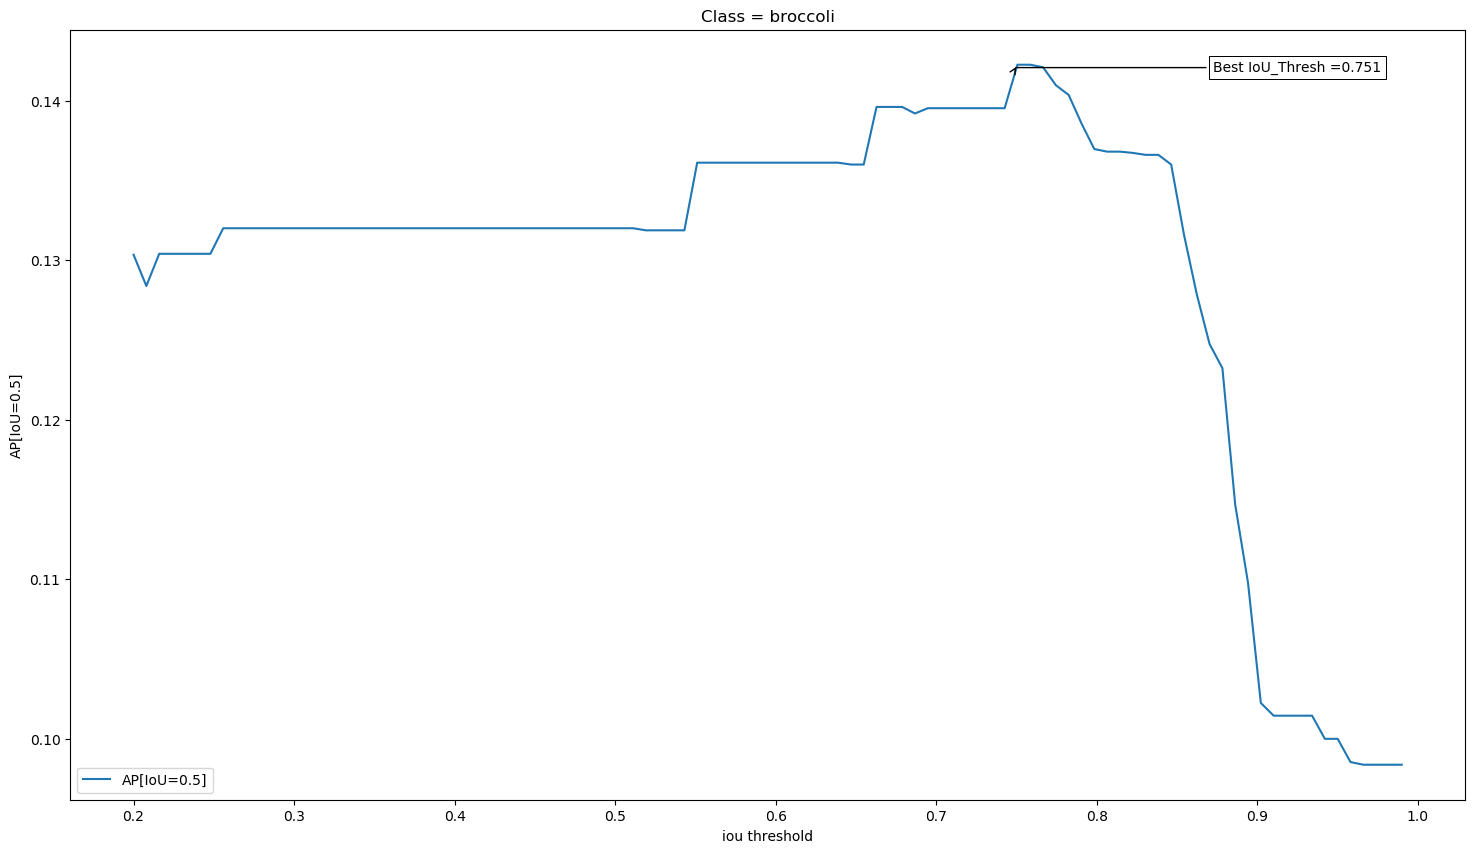 Class = broccoli
Best IoU_Thresh =0.751
0.14
0.13
0.12
0.11
0.10
AP[IoU=0.5]
AP[IoU=0.5]
0.2 0.3 0.4 0.5 0.6 0.7 0.8 0.9 1.0
iou threshold